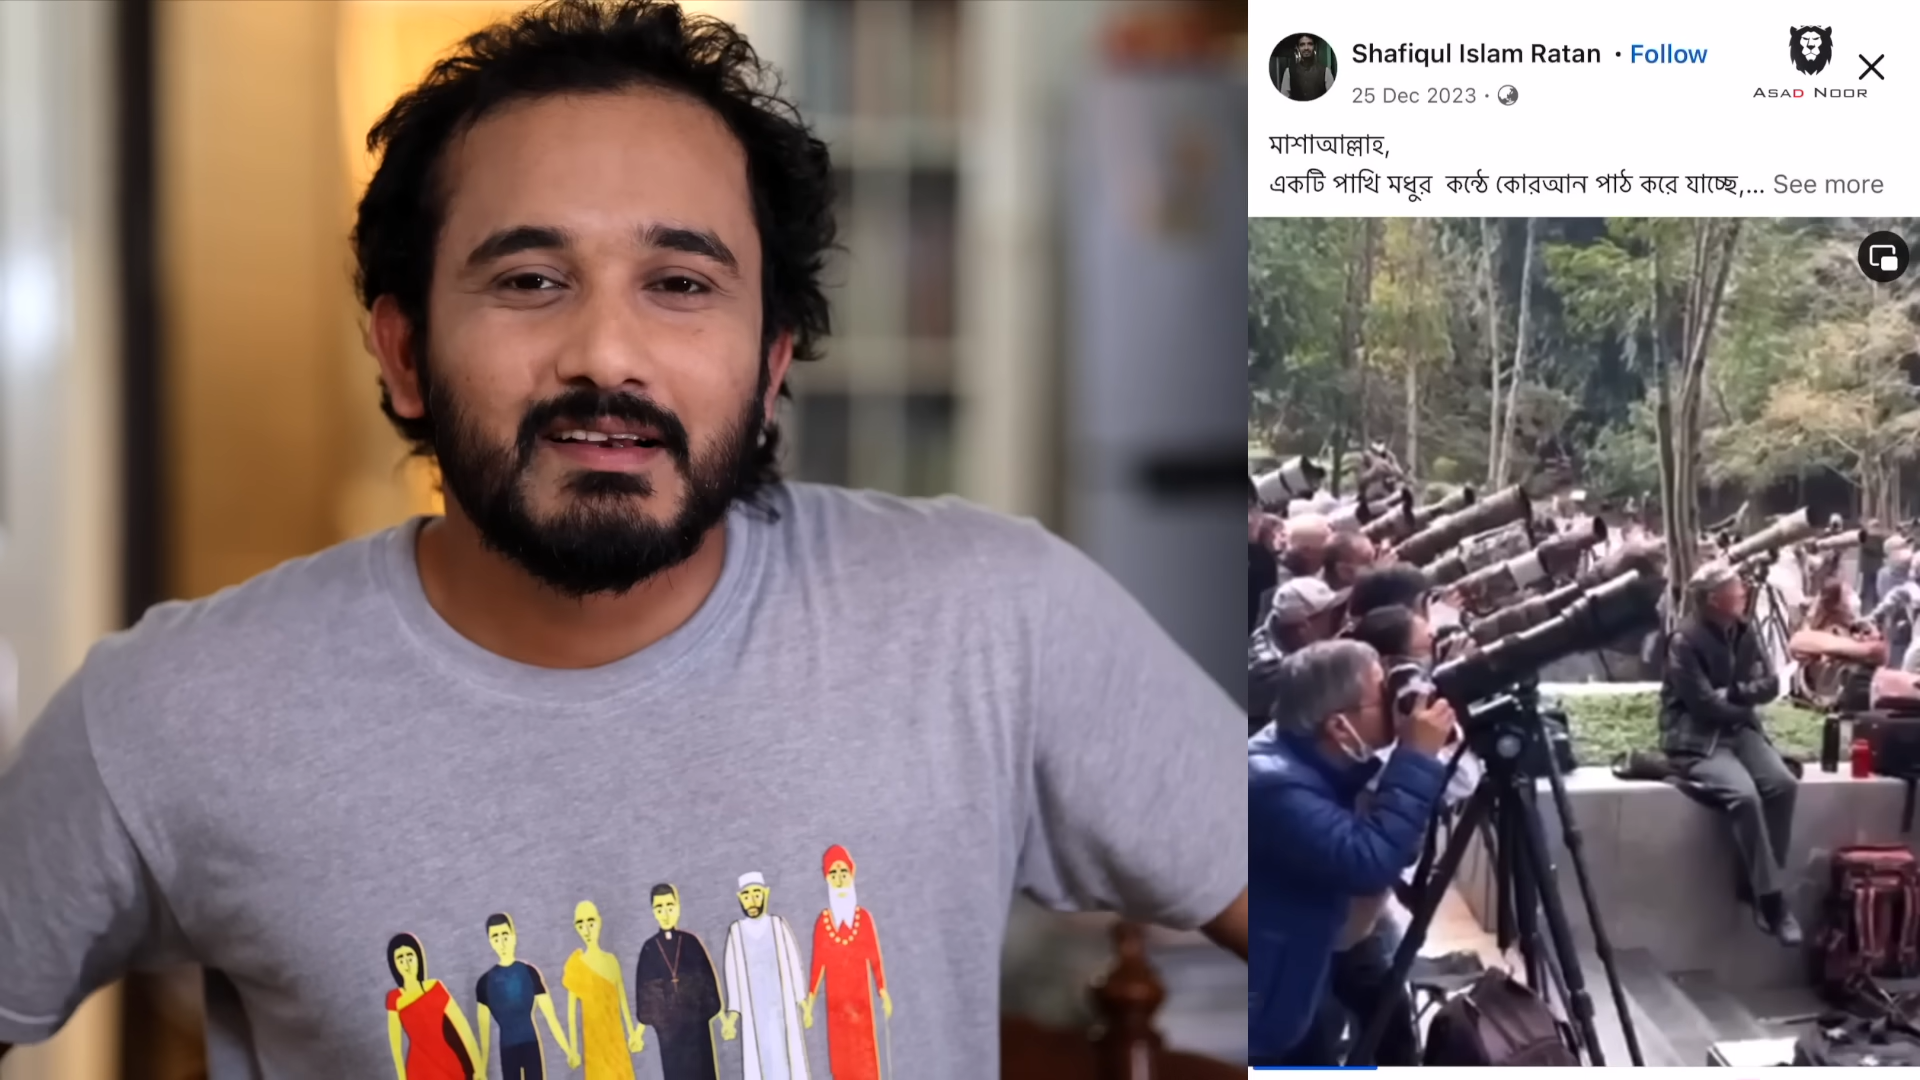 Shafiqul Islam Ratan · Follow
25 Dec 2023 ·
ASAD NOOR
মাশাআল্লাহ,
একটি পাখি মধুর কন্ঠে কোরআন পাঠ করে যাচ্ছে,... See more